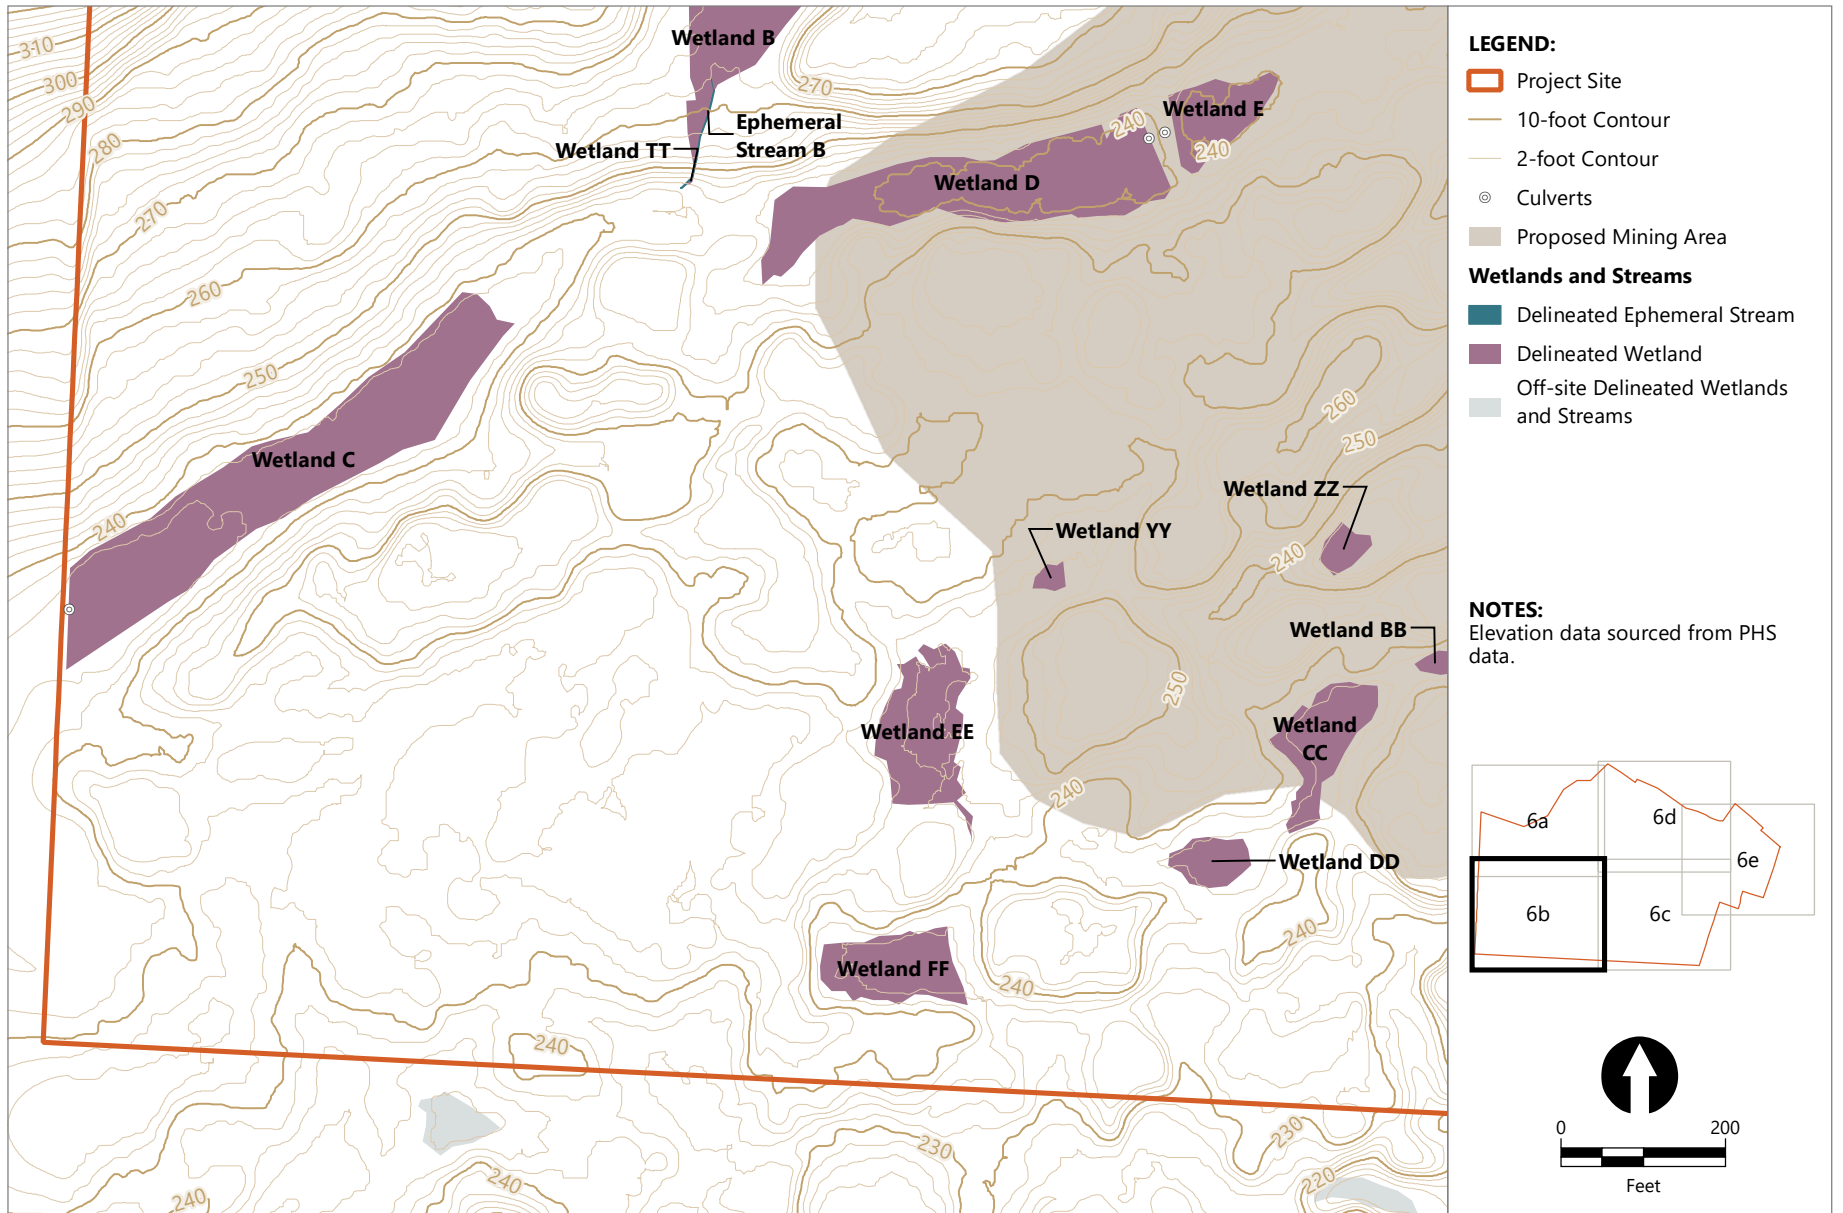 Wetland B
310
300
290
280
270
Ephemeral
Stream B
Wetland TT
240
Wetland E
240
Wetland D
270
260
250
Wetland C
240
260
250
Wetland ZZ
Wetland YY
240
Wetland BB
250
Wetland EE
Wetland
CC
240
Wetland DD
240
Wetland FF
240
240
230
230
220
240
240
LEGEND:
Project Site
10-foot Contour
2-foot Contour
Culverts
Proposed Mining Area
Wetlands and Streams
Delineated Ephemeral Stream
Delineated Wetland
Off-site Delineated Wetlands
and Streams
NOTES:
Elevation data sourced from PHS
data.
6a
6d
6e
6b
6c
0 200
Feet